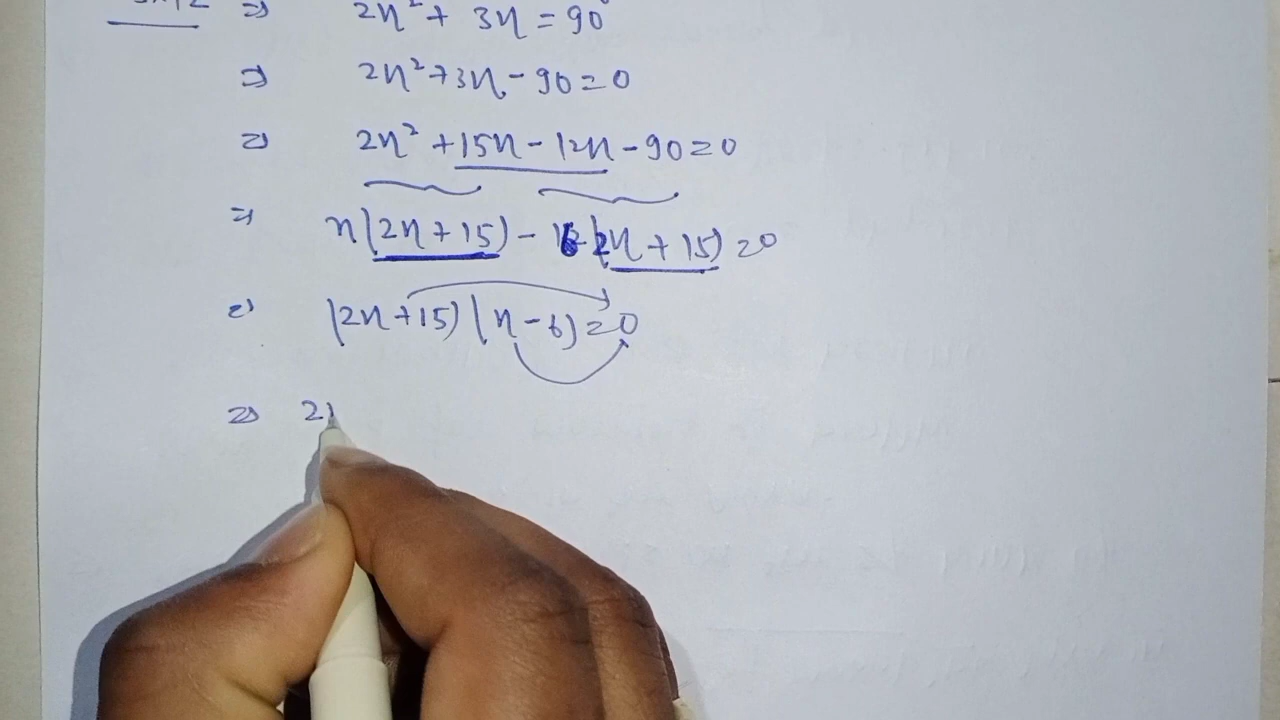 ⇒ 2x² + 3x = 90°
⇒ 2x² + 3x - 90 = 0
⇒ 2x² + 15x - 12x - 90 = 0
⇒ x(2x + 15) - 6(2x + 15) = 0
⇒ (2x + 15)(x - 6) = 0
⇒ 2x